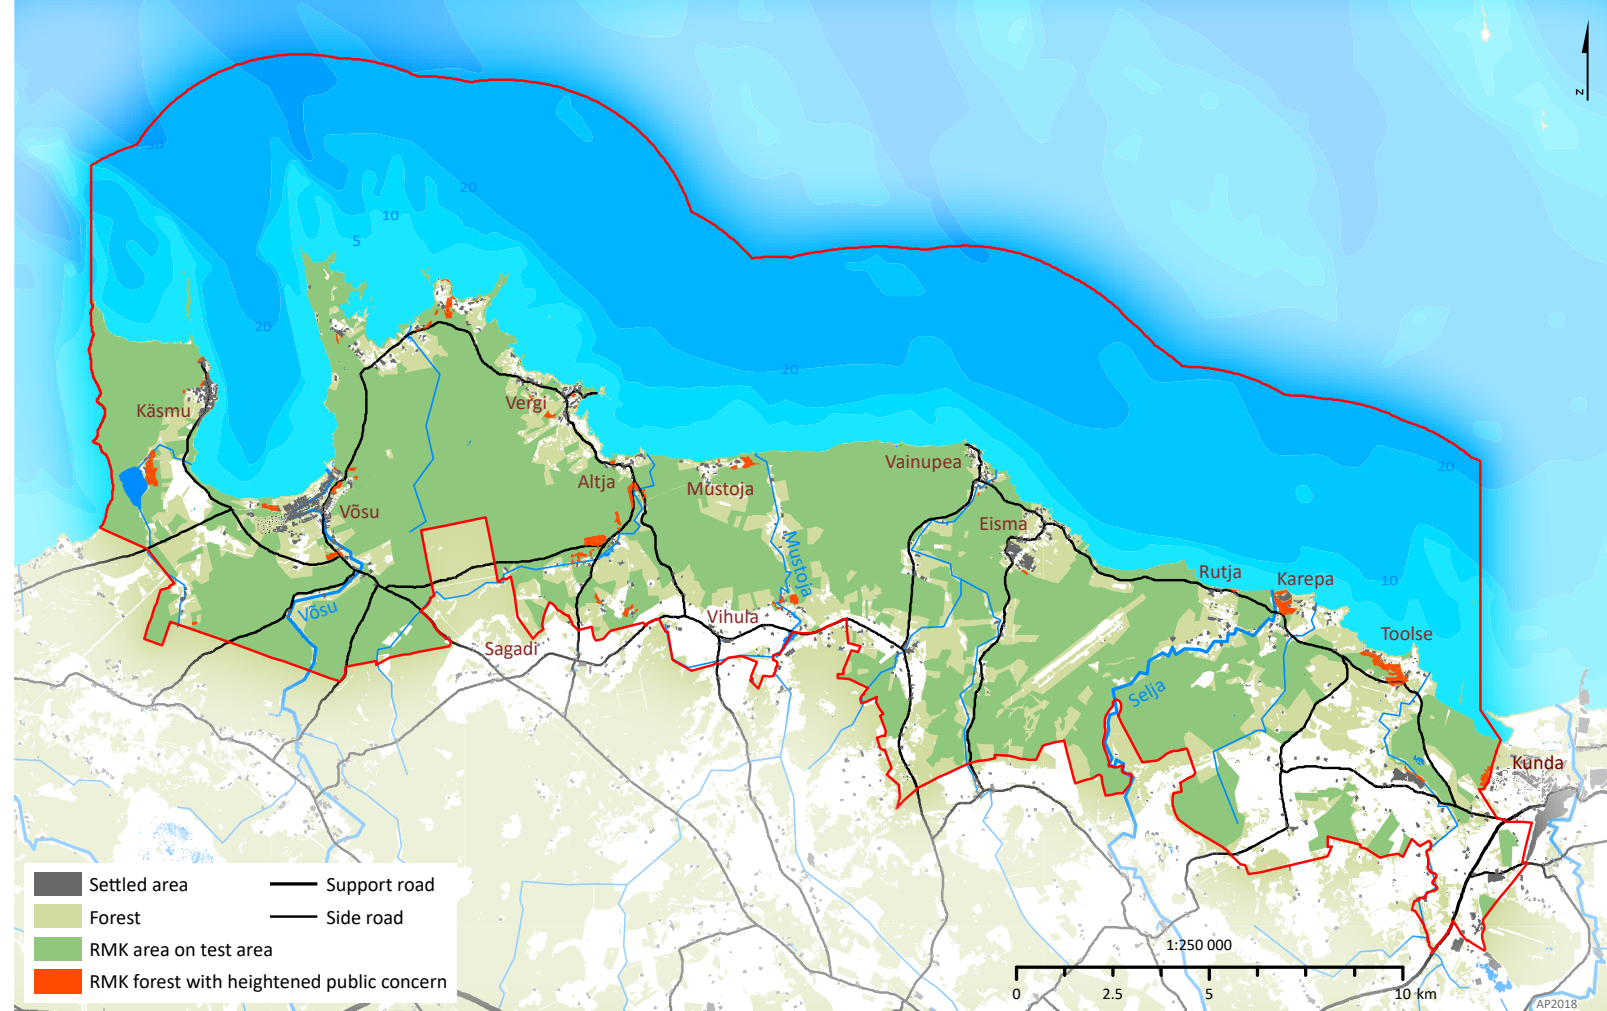 N
50
20
10
5
20
20
20
10
Käsmu
Võsu
Vergi
Altja
Mustoja
Mustoja
Vainupea
Eisma
Rutja
Karepa
Toolse
Võsu
Sagadi
Vihula
Selja
Kunda
Settled area
Support road
Forest
Side road
RMK area on test area
RMK forest with heightened public concern
1:250 000
0 2.5 5 10 km
AP2018